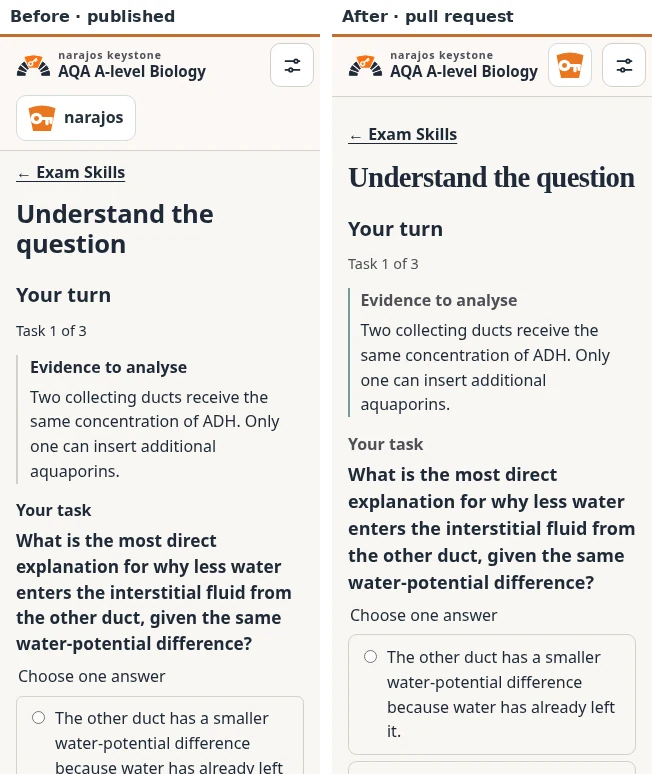 Before · published
narajos keystone
AQA A-level Biology
narajos
← Exam Skills
Understand the
question
Your turn
Task 1 of 3
Evidence to analyse
Two collecting ducts receive the
same concentration of ADH. Only
one can insert additional
aquaporins.
Your task
What is the most direct
explanation for why less water
enters the interstitial fluid from
the other duct, given the same
water-potential difference?
Choose one answer
The other duct has a smaller
water-potential difference
because water has already left
After · pull request
narajos keystone
AQA A-level Biology
← Exam Skills
Understand the question
Your turn
Task 1 of 3
Evidence to analyse
Two collecting ducts receive the
same concentration of ADH. Only
one can insert additional
aquaporins.
Your task
What is the most direct
explanation for why less water
enters the interstitial fluid from
the other duct, given the same
water-potential difference?
Choose one answer
The other duct has a smaller
water-potential difference
because water has already left
it.